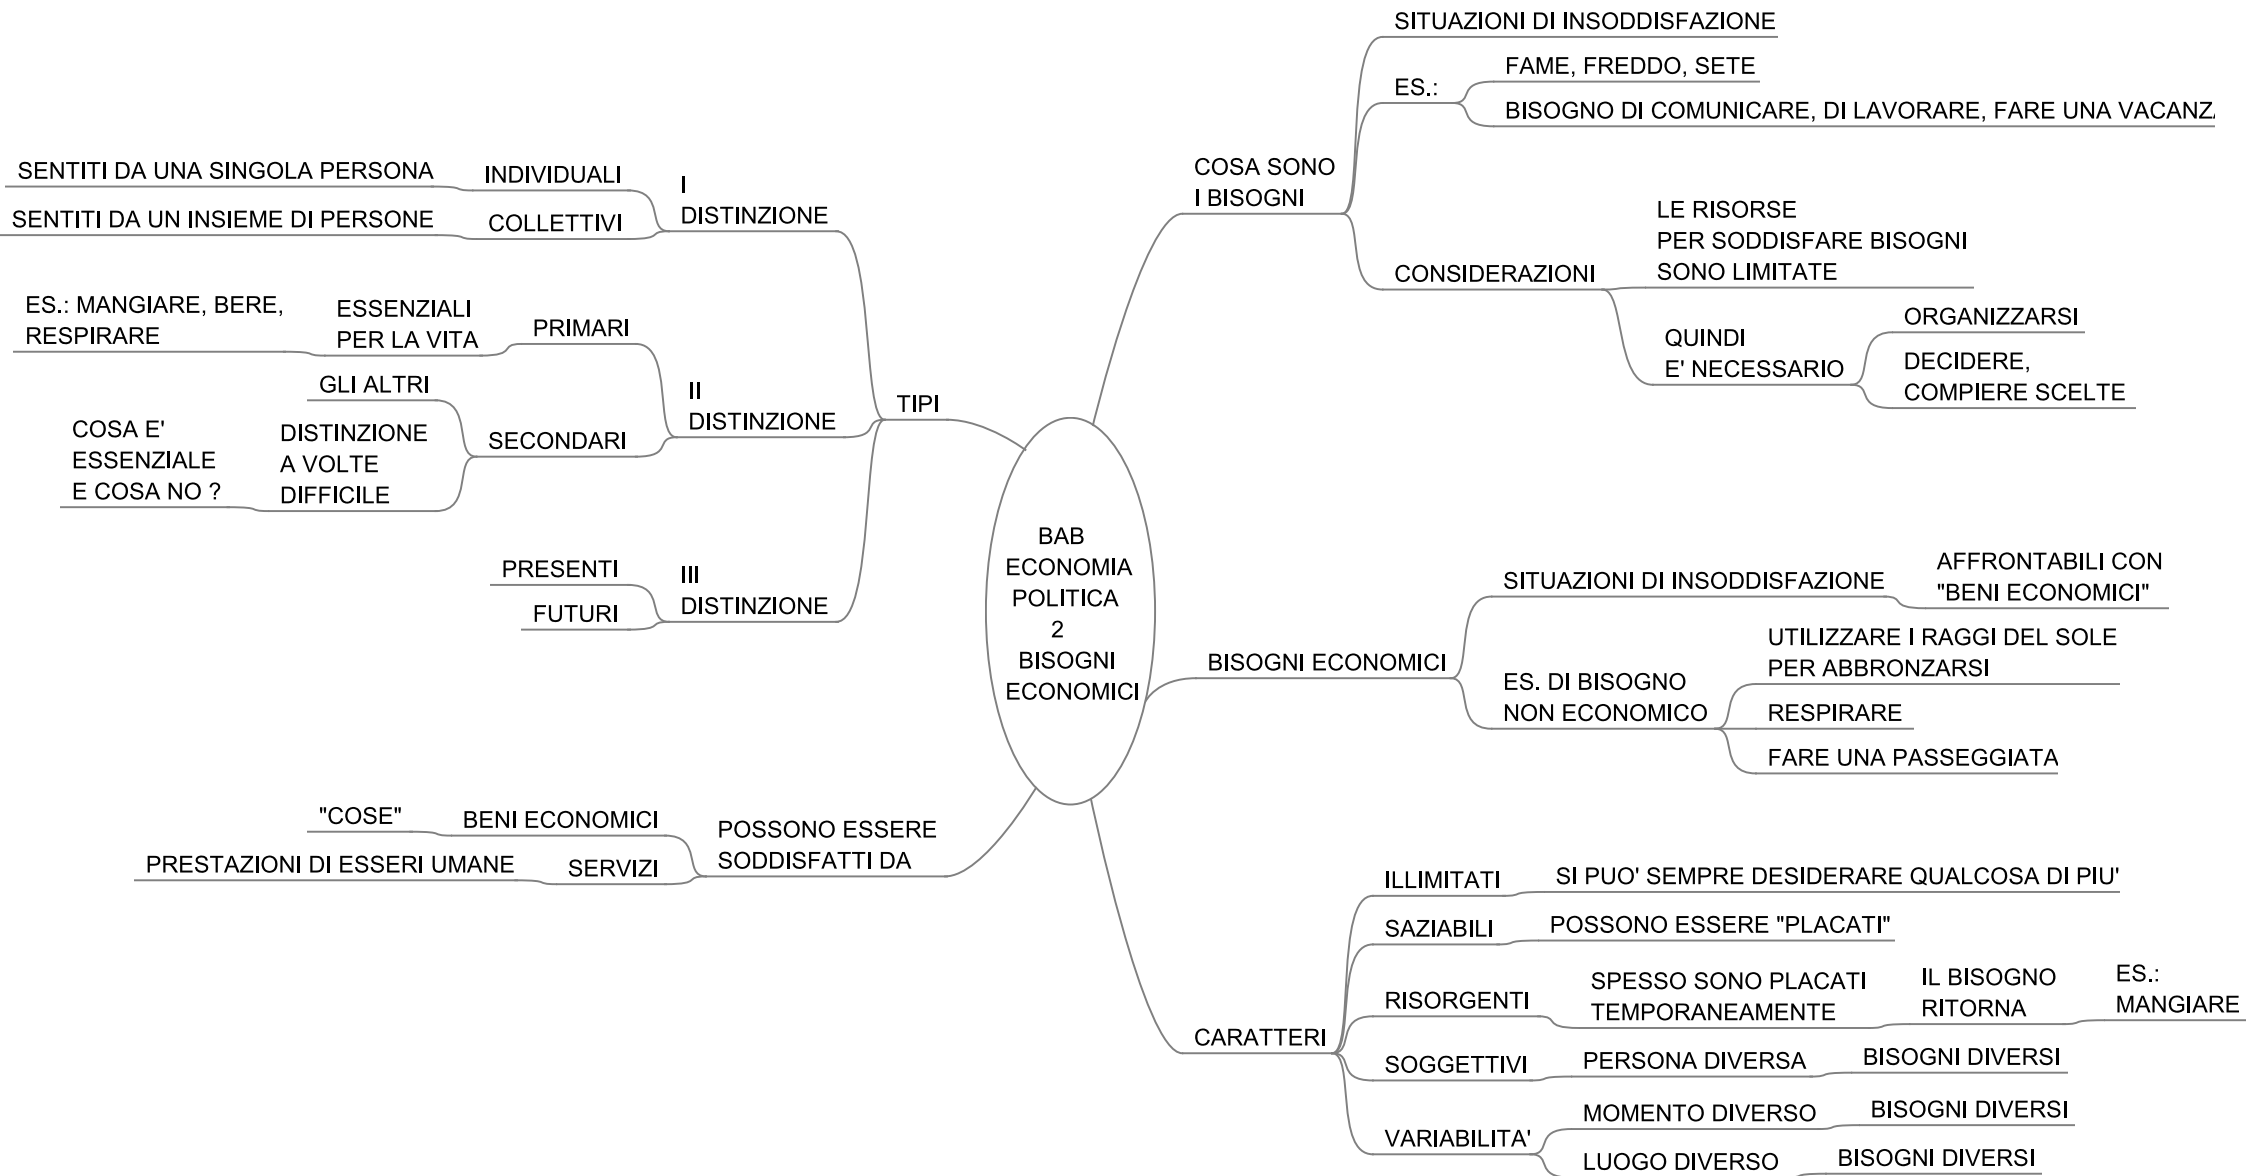 BAB
ECONOMIA
POLITICA
2
BISOGNI
ECONOMICI
COSA SONO
I BISOGNI
SITUAZIONI DI INSODDISFAZIONE
ES.:
FAME, FREDDO, SETE
BISOGNO DI COMUNICARE, DI LAVORARE, FARE UNA VACANZ
CONSIDERAZIONI
LE RISORSE
PER SODDISFARE BISOGNI
SONO LIMITATE
QUINDI
E' NECESSARIO
ORGANIZZARSI
DECIDERE,
COMPIERE SCELTE
BISOGNI ECONOMICI
SITUAZIONI DI INSODDISFAZIONE
AFFRONTABILI CON
"BENI ECONOMICI"
ES. DI BISOGNO
NON ECONOMICO
UTILIZZARE I RAGGI DEL SOLE
PER ABBRONZARSI
RESPIRARE
FARE UNA PASSEGGIATA
CARATTERI
ILLIMITATI
SI PUO' SEMPRE DESIDERARE QUALCOSA DI PIU'
SAZIABILI
POSSONO ESSERE "PLACATI"
RISORGENTI
SPESSO SONO PLACATI
TEMPORANEAMENTE
IL BISOGNO
RITORNA
ES.:
MANGIARE
SOGGETTIVI
PERSONA DIVERSA
BISOGNI DIVERSI
VARIABILITA'
MOMENTO DIVERSO
BISOGNI DIVERSI
LUOGO DIVERSO
BISOGNI DIVERSI
TIPI
I
DISTINZIONE
INDIVIDUALI
SENTITI DA UNA SINGOLA PERSONA
COLLETTIVI
SENTITI DA UN INSIEME DI PERSONE
II
DISTINZIONE
PRIMARI
ESSENZIALI
PER LA VITA
ES.: MANGIARE, BERE,
RESPIRARE
SECONDARI
GLI ALTRI
DISTINZIONE
A VOLTE
DIFFICILE
COSA E'
ESSENZIALE
E COSA NO ?
III
DISTINZIONE
PRESENTI
FUTURI
POSSONO ESSERE
SODDISFATTI DA
BENI ECONOMICI
"COSE"
SERVIZI
PRESTAZIONI DI ESSERI UMANE